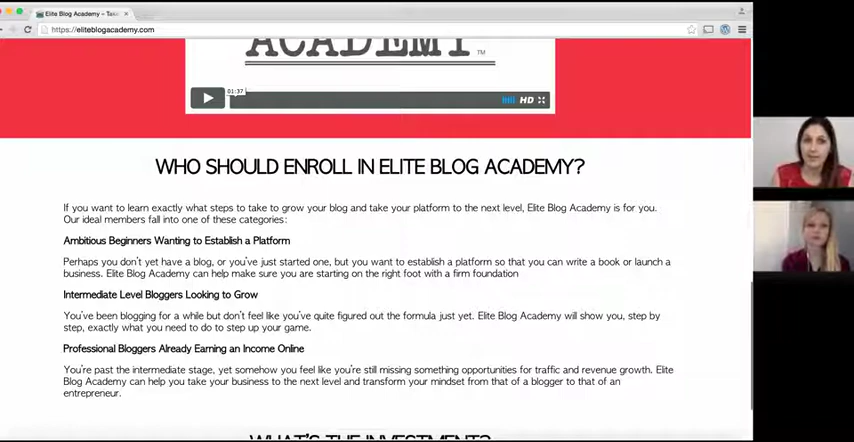 Elite Blog Academy – Tak
https://eliteblogacademy.com
ACADEMY™
01:37
HD
WHO SHOULD ENROLL IN ELITE BLOG ACADEMY?
If you want to learn exactly what steps to take to grow your blog and take your platform to the next level, Elite Blog Academy is for you.
Our ideal members fall into one of these categories:
Ambitious Beginners Wanting to Establish a Platform
Perhaps you don't yet have a blog, or you've just started one, but you want to establish a platform so that you can write a book or launch a
business. Elite Blog Academy can help make sure you are starting on the right foot with a firm foundation
Intermediate Level Bloggers Looking to Grow
You've been blogging for a while but don't feel like you've quite figured out the formula just yet. Elite Blog Academy will show you, step by
step, exactly what you need to do to step up your game.
Professional Bloggers Already Earning an Income Online
You're past the intermediate stage, yet somehow you feel like you're still missing something opportunities for traffic and revenue growth. Elite
Blog Academy can help you take your business to the next level and transform your mindset from that of a blogger to that of an
entrepreneur.
WHAT'S THE INVESTMENT?